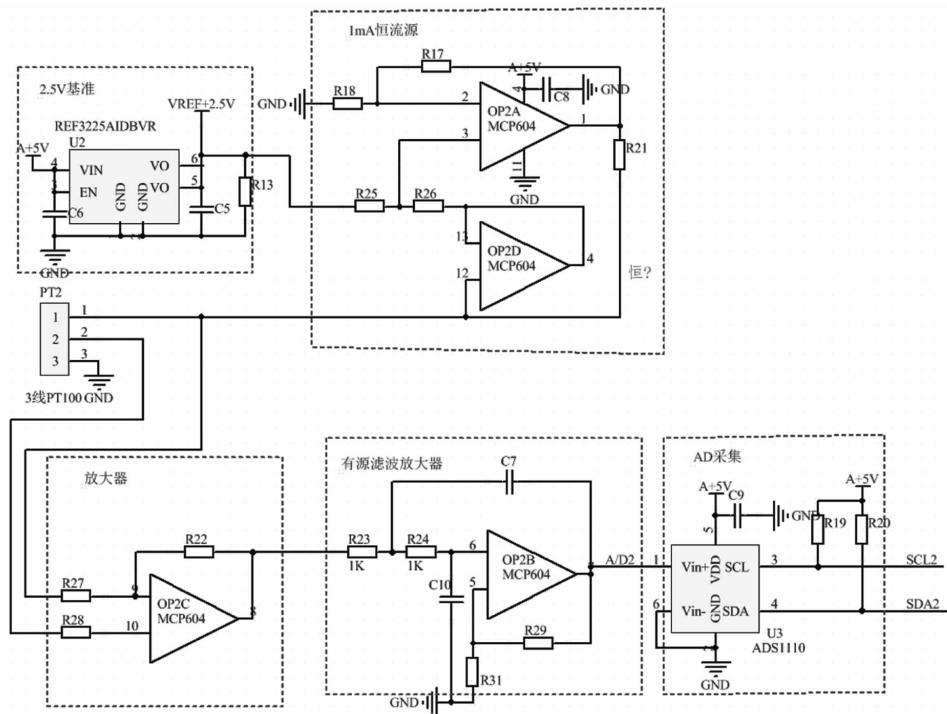 1mA恒流源
R17
A+5V
GND
R18
2
4
C8
GND
OP2A
MCP604
1
3
11
GND
R21
2.5V基准
VREF+2.5V
REF3225AIDBVR
A+5V
U2
4
VIN
VO
6
EN
VO
5
GND
GND
R13
C6
C5
GND
R25
R26
13
OP2D
MCP604
4
12
恒?
PT2
1
1
2
2
3
3
3线PT100
GND
放大器
R22
R27
9
OP2C
MCP604
8
R28
10
有源滤波放大器
C7
R23
1K
R24
1K
6
OP2B
MCP604
C10
5
7
R29
R31
GND
A/D2
AD采集
A+5V
C9
GND
A+5V
R19
R20
5
1
Vin+
VDD
SCL
3
SCL2
6
Vin-
GND
SDA
4
SDA2
U3
ADS1110
GND